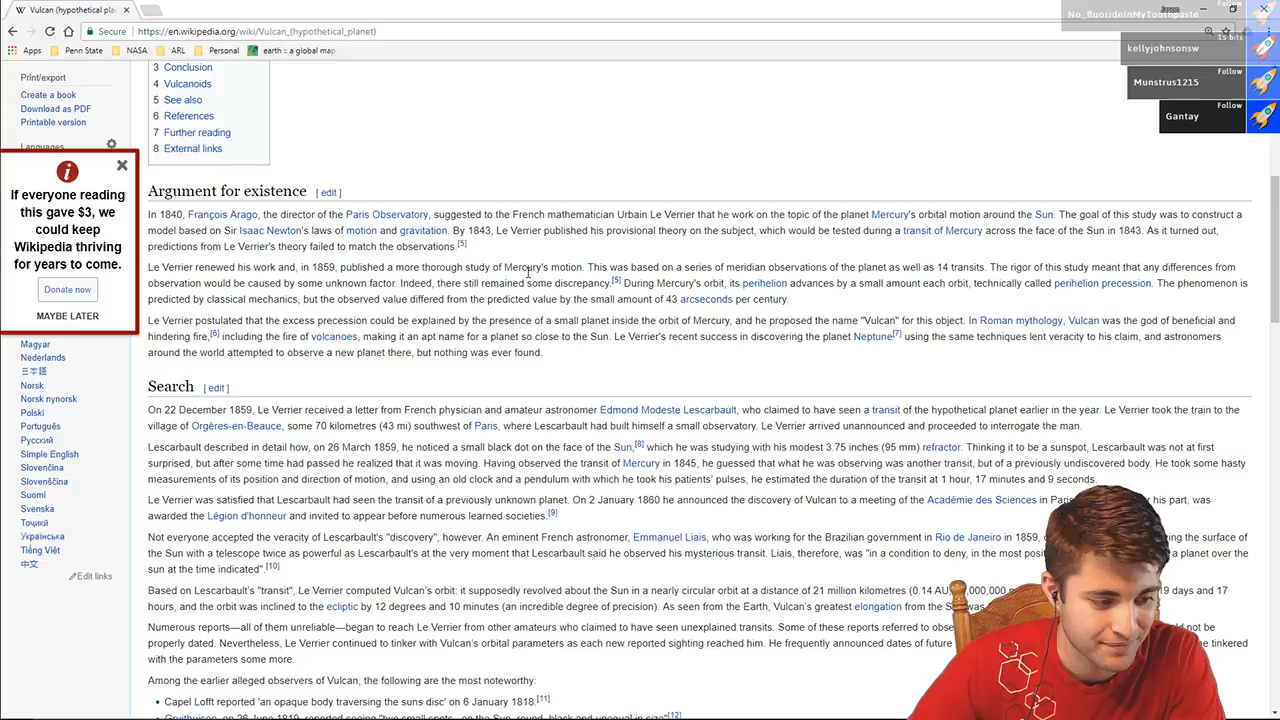 Vulcan (hypothetical p
Secure
https://en.wikipedia.org/wiki/Vulcan_(hypothetical_planet)
Apps
Penn State
NASA
ARL
Personal
earth :: a global map
No_fluorideInMyToothpaste
Follow
15 bits
kellyjohnsonsw
Follow
Munstrus1215
Follow
Gantay
Print/export
Create a book
Download as PDF
Printable version
Languages
i
If everyone reading
this gave $3, we
could keep
Wikipedia thriving
for years to come.
Donate now
MAYBE LATER
Magyar
Nederlands
日本語
Norsk
Norsk nynorsk
Polski
Português
Русский
Simple English
Slovenčina
Slovenščina
Suomi
Svenska
Тоҷикӣ
Українська
Tiếng Việt
中文
Edit links
3 Conclusion
4 Vulcanoids
5 See also
6 References
7 Further reading
8 External links
Argument for existence [ edit ]
In 1840, François Arago, the director of the Paris Observatory, suggested to the French mathematician Urbain Le Verrier that he work on the topic of the planet Mercury's orbital motion around the Sun. The goal of this study was to construct a
model based on Sir Isaac Newton's laws of motion and gravitation. By 1843, Le Verrier published his provisional theory on the subject, which would be tested during a transit of Mercury across the face of the Sun in 1843. As it turned out,
predictions from Le Verrier's theory failed to match the observations.[5]
Le Verrier renewed his work and, in 1859, published a more thorough study of Mercury's motion. This was based on a series of meridian observations of the planet as well as 14 transits. The rigor of this study meant that any differences from
observation would be caused by some unknown factor. Indeed, there still remained some discrepancy.[5] During Mercury's orbit, its perihelion advances by a small amount each orbit, technically called perihelion precession. The phenomenon is
predicted by classical mechanics, but the observed value differed from the predicted value by the small amount of 43 arcseconds per century.
Le Verrier postulated that the excess precession could be explained by the presence of a small planet inside the orbit of Mercury, and he proposed the name "Vulcan" for this object. In Roman mythology, Vulcan was the god of beneficial and
hindering fire,[6] including the fire of volcanoes, making it an apt name for a planet so close to the Sun. Le Verrier's recent success in discovering the planet Neptune[7] using the same techniques lent veracity to his claim, and astronomers
around the world attempted to observe a new planet there, but nothing was ever found.
Search [ edit ]
On 22 December 1859, Le Verrier received a letter from French physician and amateur astronomer Edmond Modeste Lescarbault, who claimed to have seen a transit of the hypothetical planet earlier in the year. Le Verrier took the train to the
village of Orgères-en-Beauce, some 70 kilometres (43 mi) southwest of Paris, where Lescarbault had built himself a small observatory. Le Verrier arrived unannounced and proceeded to interrogate the man.
Lescarbault described in detail how, on 26 March 1859, he noticed a small black dot on the face of the Sun,[8] which he was studying with his modest 3.75 inches (95 mm) refractor. Thinking it to be a sunspot, Lescarbault was not at first
surprised, but after some time had passed he realized that it was moving. Having observed the transit of Mercury in 1845, he guessed that what he was observing was another transit, but of a previously undiscovered body. He took some hasty
measurements of its position and direction of motion, and using an old clock and a pendulum with which he took his patients' pulses, he estimated the duration of the transit at 1 hour, 17 minutes and 9 seconds.
Le Verrier was satisfied that Lescarbault had seen the transit of a previously unknown planet. On 2 January 1860 he announced the discovery of Vulcan to a meeting of the Académie des Sciences in his part, was
awarded the Légion d'honneur and invited to appear before numerous learned societies.[9]
Not everyone accepted the veracity of Lescarbault's "discovery", however. An eminent French astronomer, Emmanuel Liais, who was working for the Brazilian government in Rio de Janeiro in 1859, the surface of
the Sun with a telescope twice as powerful as Lescarbault's at the very moment that Lescarbault said he observed his mysterious transit. Liais, therefore, was "in a condition to deny, in the most a planet over the
sun at the time indicated".[10]
Based on Lescarbault's "transit", Le Verrier computed Vulcan's orbit: it supposedly revolved about the Sun in a nearly circular orbit at a distance of 21 million kilometres (0.14 AU 19 days and 17
hours, and the orbit was inclined to the ecliptic by 12 degrees and 10 minutes (an incredible degree of precision). As seen from the Earth, Vulcan's greatest elongation from the
Numerous reports—all of them unreliable—began to reach Le Verrier from other amateurs who claimed to have seen unexplained transits. Some of these reports referred to not be
properly dated. Nevertheless, Le Verrier continued to tinker with Vulcan's orbital parameters as each new reported sighting reached him. He frequently announced dates of future tinkered
with the parameters some more.
Among the earlier alleged observers of Vulcan, the following are the most noteworthy:
• Capel Lofft reported 'an opaque body traversing the suns disc' on 6 January 1818.[11]
• Gruithuisen, on 26 June 1819, reported seeing "two small spots...on the Sun, round, black and unequal in size"[12]